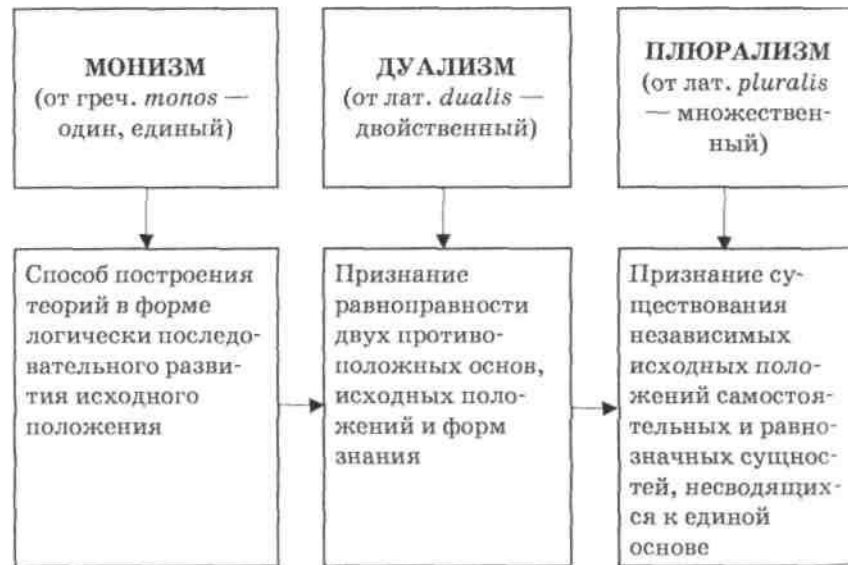 МОНИЗМ
(от греч. monos —
один, единый)
ДУАЛИЗМ
(от лат. dualis —
двойственный)
ПЛЮРАЛИЗМ
(от лат. pluralis
— множествен-
ный)
Способ построения
теорий в форме
логически последо-
вательного разви-
тия исходного
положения
Признание
равноправности
двух противо-
положных основ,
исходных поло-
жений и форм
знания
Признание су-
ществования
независимых
исходных поло-
жений самостоя-
тельных и равно-
значных сущнос-
тей, несводящих-
ся к единой
основе